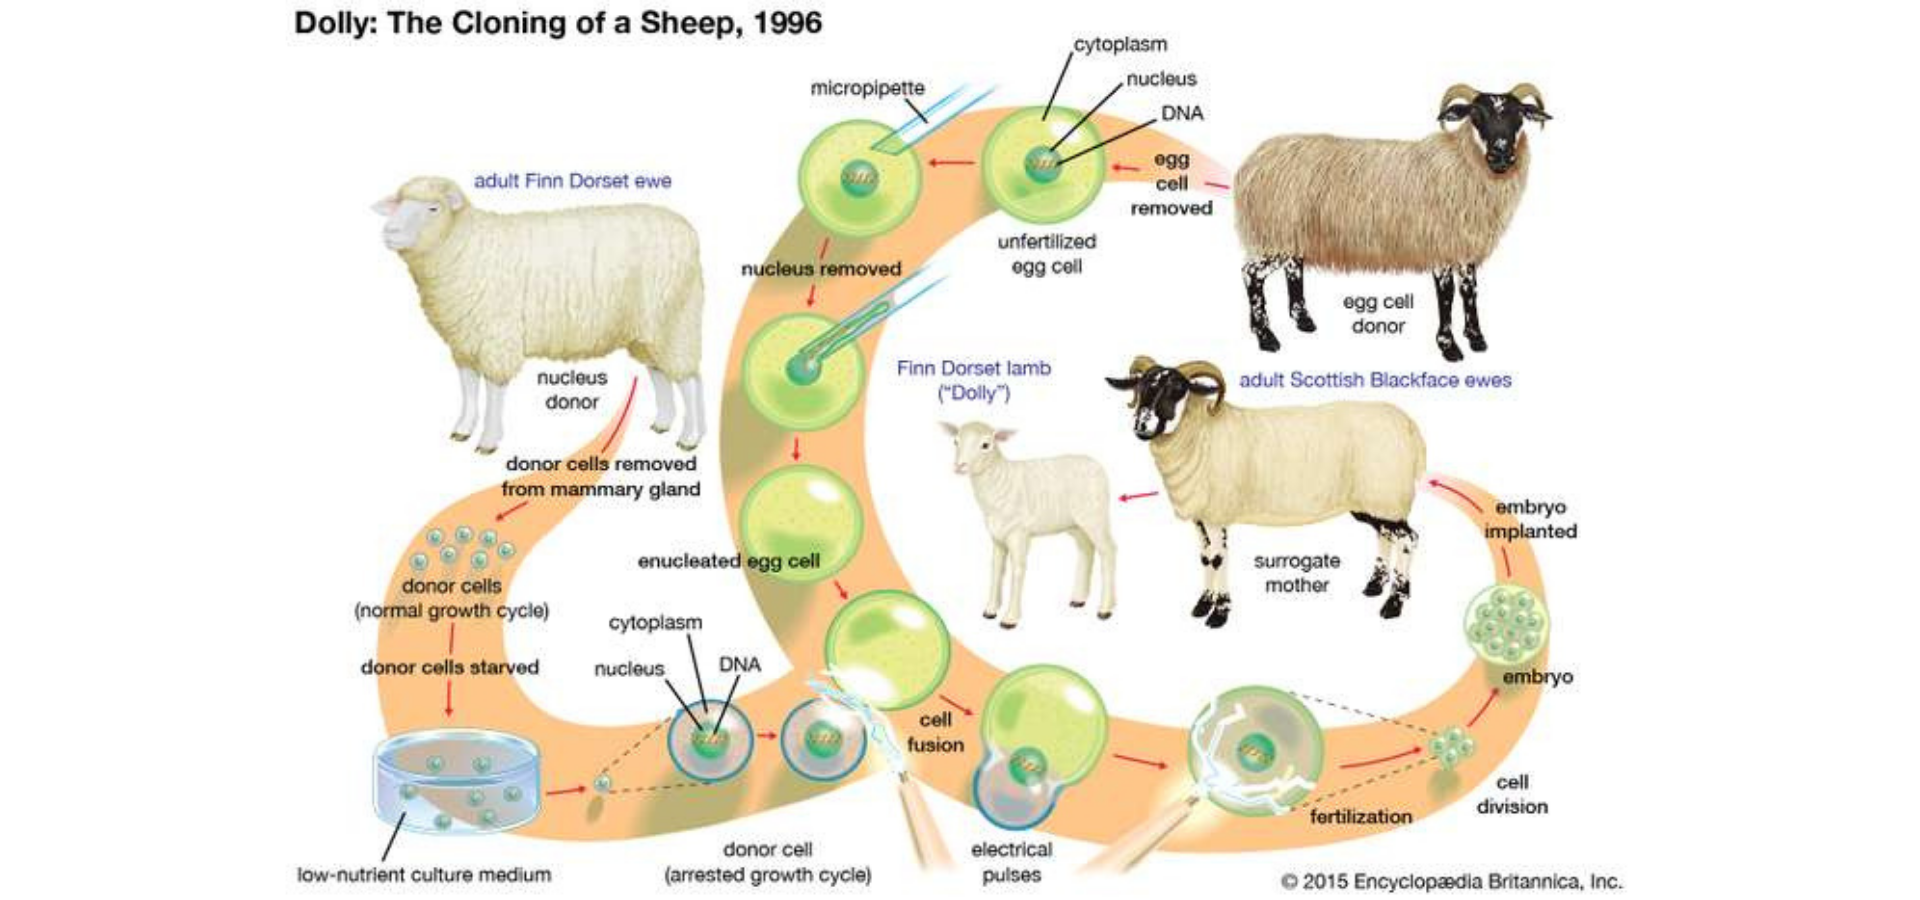 Dolly: The Cloning of a Sheep, 1996
cytoplasm
nucleus
DNA
micropipette
egg
cell
removed
unfertilized
egg cell
egg cell
donor
adult Finn Dorset ewe
nucleus
donor
nucleus removed
donor cells removed
from mammary gland
donor cells
(normal growth cycle)
donor cells starved
low-nutrient culture medium
cytoplasm
nucleus
DNA
donor cell
(arrested growth cycle)
enucleated egg cell
cell
fusion
electrical
pulses
fertilization
cell
division
embryo
embryo
implanted
adult Scottish Blackface ewes
surrogate
mother
Finn Dorset lamb
(“Dolly”)
© 2015 Encyclopædia Britannica, Inc.